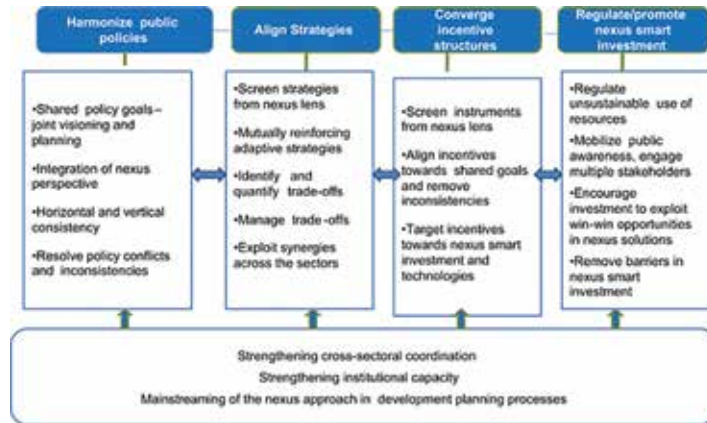 Harmonize public
policies
Align Strategies
Converge
incentive
structures
Regulate/promote
nexus smart
investment
•Shared policy goals–
joint visioning and
planning
•Integration of nexus
perspective
•Horizontal and vertical
consistency
•Resolve policy conflicts
and inconsistencies
•Screen strategies
from nexus lens
•Mutually reinforcing
adaptive strategies
•Identify and
quantify trade-offs
•Manage trade-offs
•Exploit synergies
across the sectors
•Screen instruments
from nexus lens
•Align incentives
towards shared goals
and remove
inconsistencies
•Target incentives
towards nexus smart
investment and
technologies
•Regulate
unsustainable use of
resources
•Mobilize public
awareness, engage
multiple stakeholders
•Encourage
investment to exploit
win-win opportunities
in nexus solutions
•Remove barriers in
nexus smart
investment
Strengthening cross-sectoral coordination
Strengthening institutional capacity
Mainstreaming of the nexus approach in development planning processes